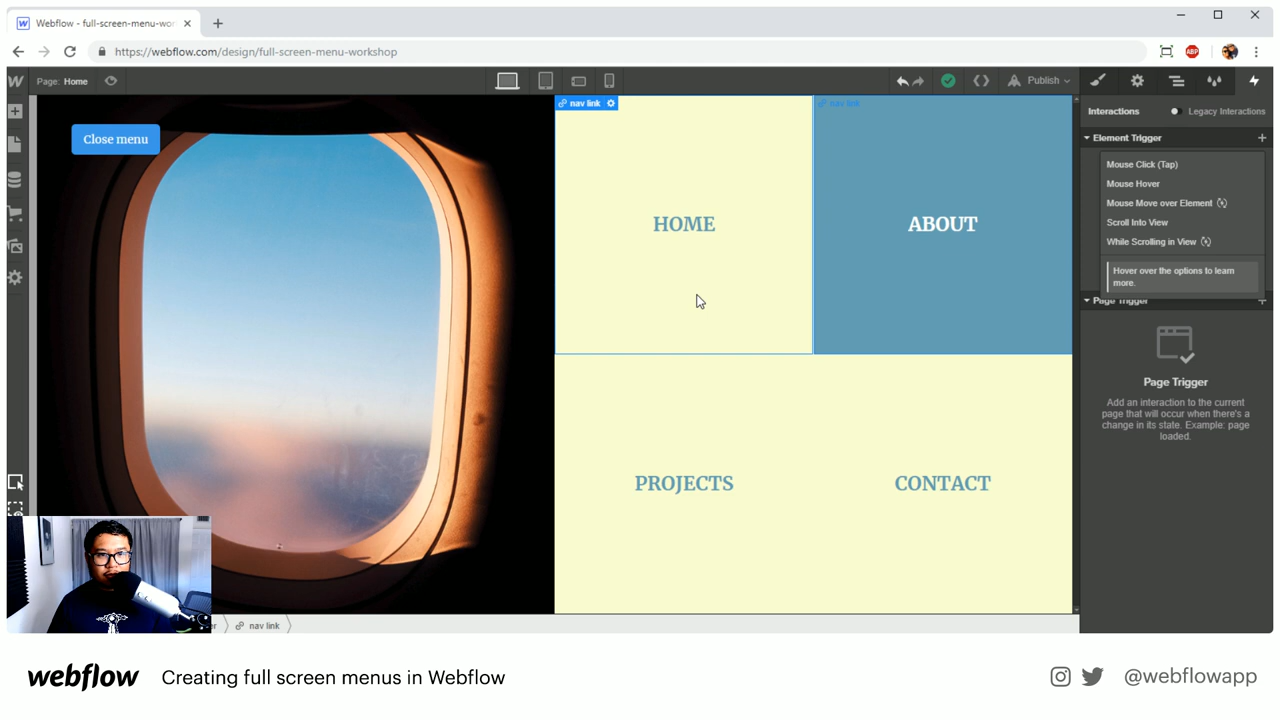 Webflow - full-screen-menu-wor
https://webflow.com/design/full-screen-menu-workshop
ABP
Page: Home
Publish
Interactions
Legacy Interactions
Element Trigger
Mouse Click (Tap)
Mouse Hover
Mouse Move over Element
Scroll Into View
While Scrolling in View
Hover over the options to learn
more.
Page Trigger
Page Trigger
Add an interaction to the current
page that will occur when there's a
change in its state. Example: page
loaded.
Close menu
nav link
nav link
HOME
ABOUT
PROJECTS
CONTACT
er
nav link
webflow
Creating full screen menus in Webflow
@webflowapp